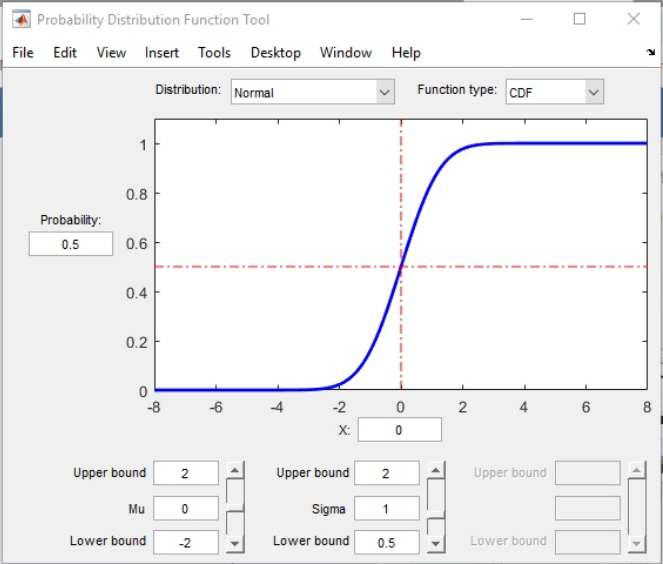 Probability Distribution Function Tool
File Edit View Insert Tools Desktop Window Help
Distribution: Normal Function type: CDF
1
0.8
Probability:
0.5
0.6
0.4
0.2
0
-8 -6 -4 -2 0 2 4 6 8
X: 0
Upper bound 2 Upper bound 2 Upper bound
Mu 0 Sigma 1
Lower bound -2 Lower bound 0.5 Lower bound